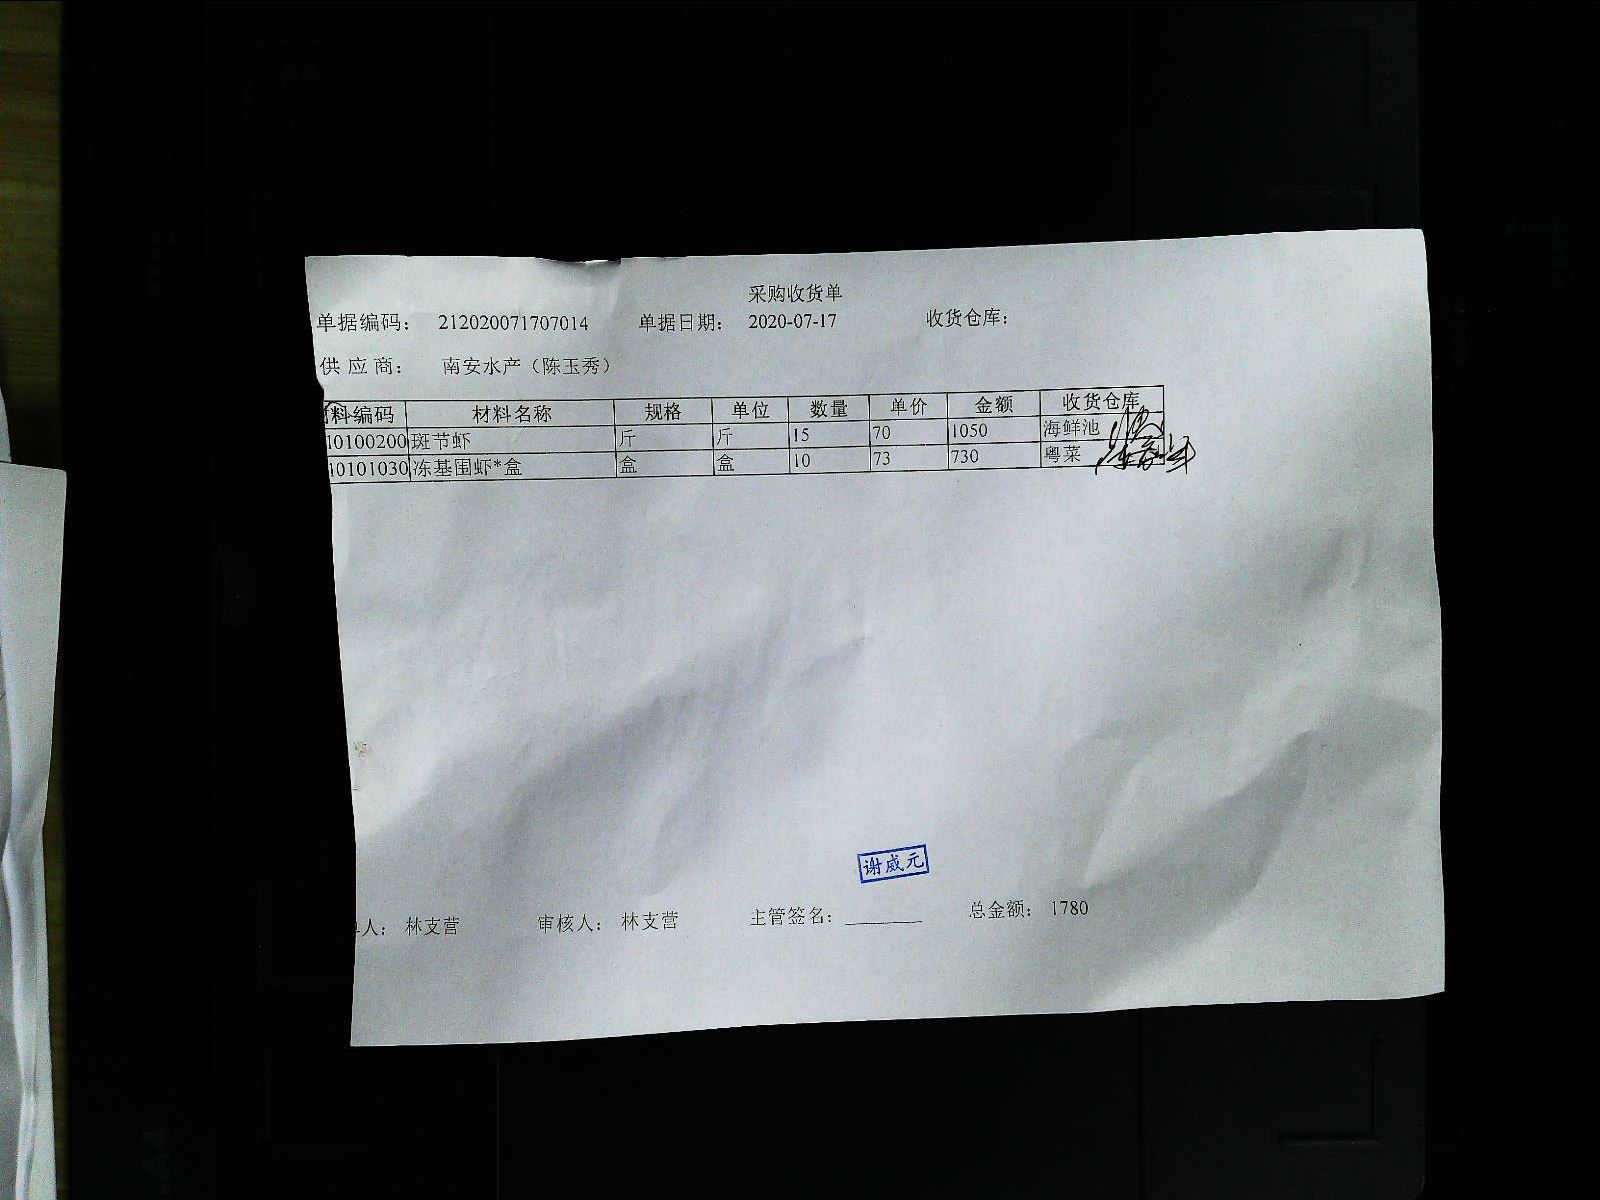 采购收货单
单据编码： 212020071707014 单据日期： 2020-07-17 收货仓库：
供 应 商： 南安水产（陈玉秀）
材料编码 材料名称 规格 单位 数量 单价 金额 收货仓库
10100200 斑节虾 斤 斤 15 70 1050 海鲜池
10101030 冻基围虾*盒 盒 盒 10 73 730 粤菜
谢威元
人： 林支营 审核人： 林支营 主管签名： ________ 总金额： 1780